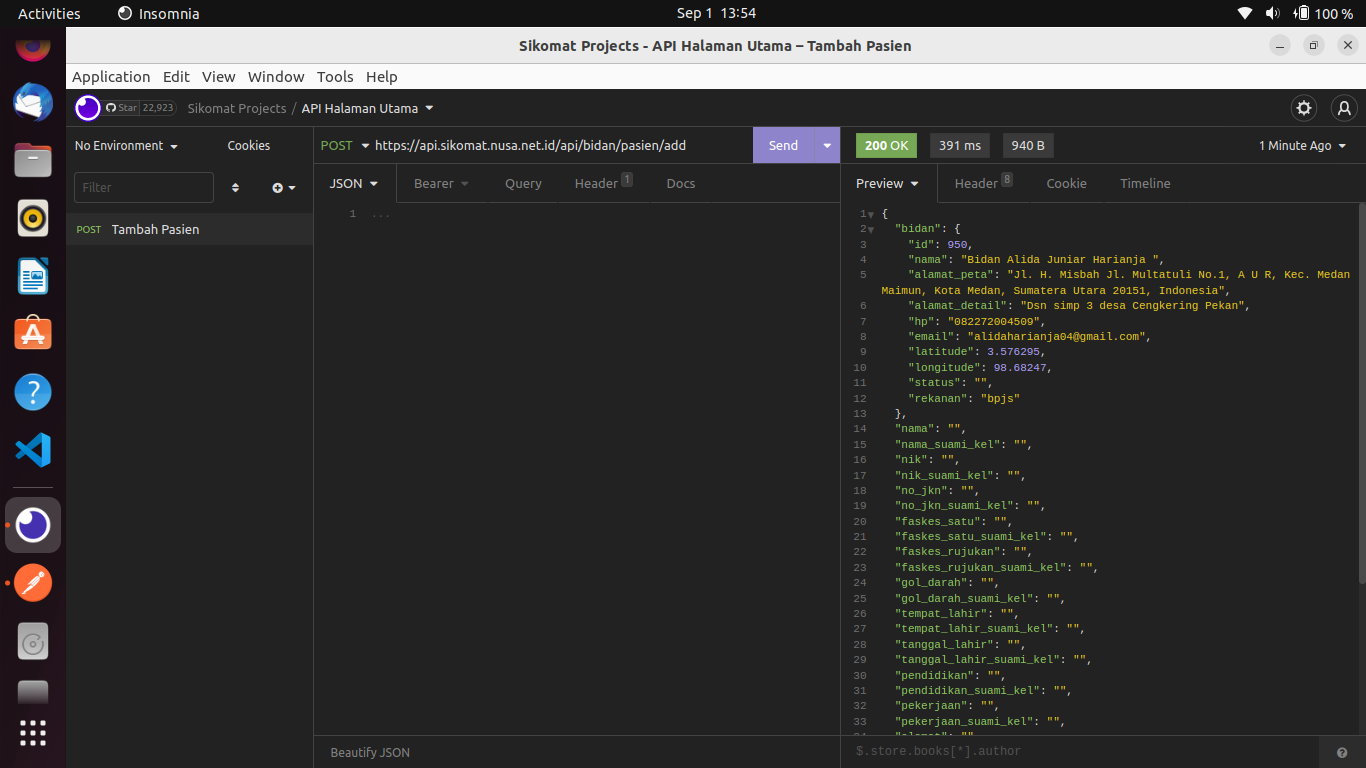 Activities
Insomnia
Sep 1 13:54
100 %
Sikomat Projects - API Halaman Utama – Tambah Pasien
Application Edit View Window Tools Help
Star 22,923
Sikomat Projects / API Halaman Utama
No Environment
Cookies
Filter
POST Tambah Pasien
POST https://api.sikomat.nusa.net.id/api/bidan/pasien/add
Send
JSON Bearer Query Header 1 Docs
1 ...
Beautify JSON
200 OK 391 ms 940 B 1 Minute Ago
Preview Header 8 Cookie Timeline
1 {
2 "bidan": {
3 "id": 950,
4 "nama": "Bidan Alida Juniar Harianja ",
5 "alamat_peta": "Jl. H. Misbah Jl. Multatuli No.1, A U R, Kec. Medan
Maimun, Kota Medan, Sumatera Utara 20151, Indonesia",
6 "alamat_detail": "Dsn simp 3 desa Cengkering Pekan",
7 "hp": "082272004509",
8 "email": "alidaharianja04@gmail.com",
9 "latitude": 3.576295,
10 "longitude": 98.68247,
11 "status": "",
12 "rekanan": "bpjs"
13 },
14 "nama": "",
15 "nama_suami_kel": "",
16 "nik": "",
17 "nik_suami_kel": "",
18 "no_jkn": "",
19 "no_jkn_suami_kel": "",
20 "faskes_satu": "",
21 "faskes_satu_suami_kel": "",
22 "faskes_rujukan": "",
23 "faskes_rujukan_suami_kel": "",
24 "gol_darah": "",
25 "gol_darah_suami_kel": "",
26 "tempat_lahir": "",
27 "tempat_lahir_suami_kel": "",
28 "tanggal_lahir": "",
29 "tanggal_lahir_suami_kel": "",
30 "pendidikan": "",
31 "pendidikan_suami_kel": "",
32 "pekerjaan": "",
33 "pekerjaan_suami_kel": "",
$.store.books[*].author